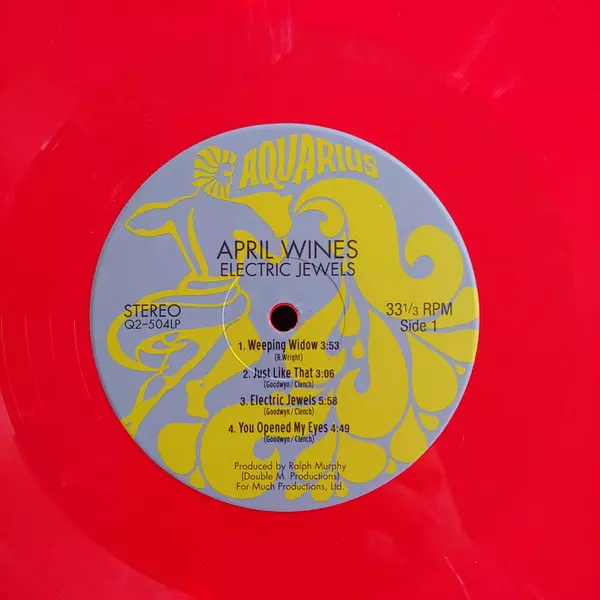 AQUARIUS
APRIL WINES
ELECTRIC JEWELS
STEREO
Q2-504LP
33 1/3 RPM
Side 1
1. Weeping Widow 3:53
(R.Wright)
2. Just Like That 3:06
(Goodwyn / Clench)
3. Electric Jewels 5:58
(Goodwyn / Clench)
4. You Opened My Eyes 4:49
(Goodwyn / Clench)
Produced by Ralph Murphy
(Double M. Productions)
For Much Productions, Ltd.